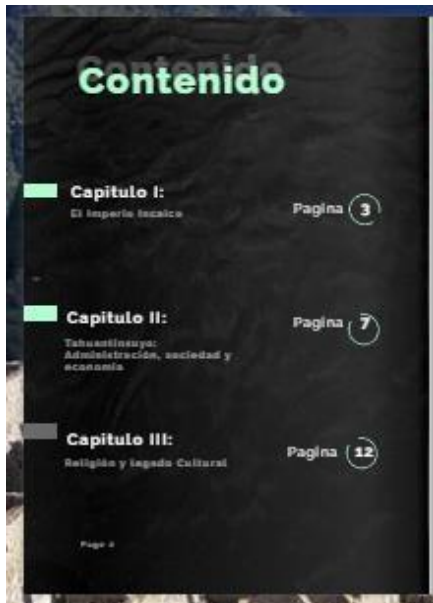 Contenido
Capitulo I:
El Imperio Incaico
Pagina 3
Capitulo II:
Tahuantinsuyo:
Administración, sociedad y
economía
Pagina 7
Capitulo III:
Religión y legado Cultural
Pagina 12
Page 2